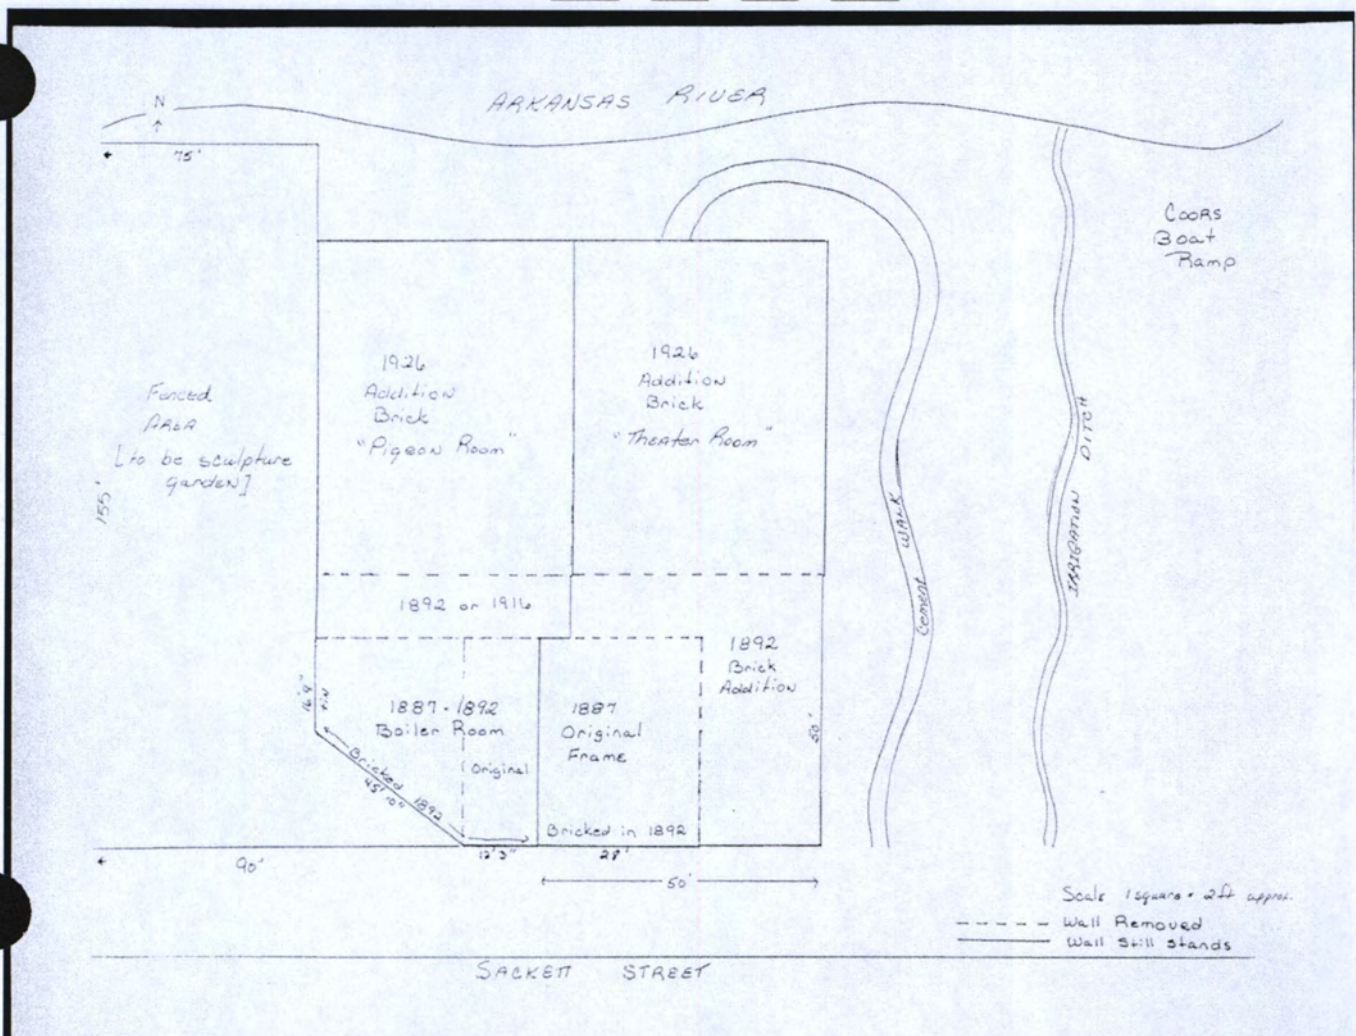 ARKANSAS RIVER
N
75'
COORS
Boat
Ramp
1926
Addition
Brick
"Pigeon Room"
1926
Addition
Brick
"Theater Room"
Fenced
AREA
[to be sculpture
garden]
155'
Cement WALK
IRRIGATION DITCH
1892 or 1916
1892
Brick
Addition
1887-1892
Boiler Room
Original
1887
Original
Frame
50'
Bricked 1892
45'10"
Bricked in 1892
90'
12'3"
28'
50'
Scale 1 square = 2ft approx.
Wall Removed
Wall Still Stands
SACKETT STREET